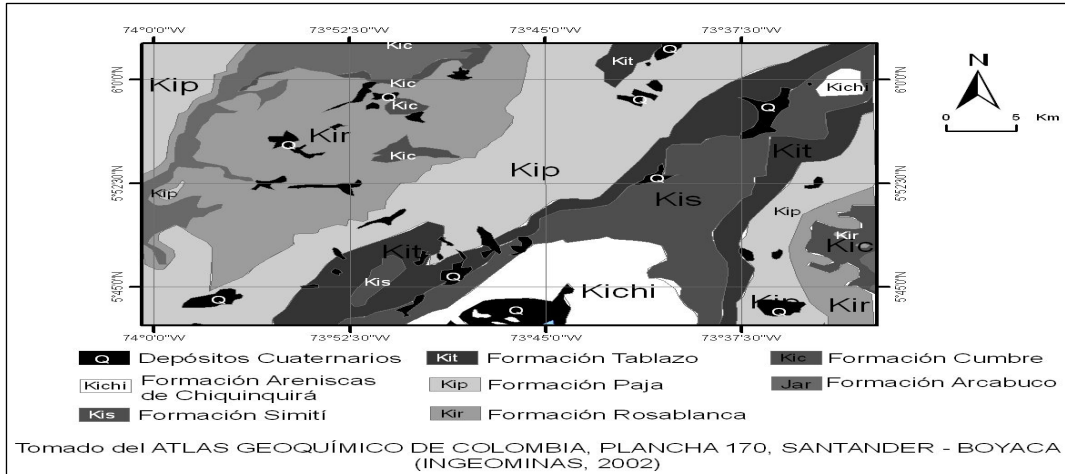 74°0'0"W 73°52'30"W 73°45'0"W 73°37'30"W
Kic
Q
Kit
N
6°0'0"N Kip Kic Kichi 6°0'0"N
Q Q Q
Kic
Kir
0 5 Km
Q Kic Kit
Kip
5°52'30"N Q 5°52'30"N
Kip Kis
Kip
Kir
Kit Kic
Q
5°45'0"N Kis Kichi 5°45'0"N
Q Kip Kir
Q Q
74°0'0"W 73°52'30"W 73°45'0"W 73°37'30"W
Q Depósitos Cuaternarios Kit Formación Tablazo Kic Formación Cumbre
Kichi Formación Areniscas de Chiquinquirá Kip Formación Paja Jar Formación Arcabuco
Kis Formación Simití Kir Formación Rosablanca
Tomado del ATLAS GEOQUÍMICO DE COLOMBIA, PLANCHA 170, SANTANDER - BOYACA
(INGEOMINAS, 2002)